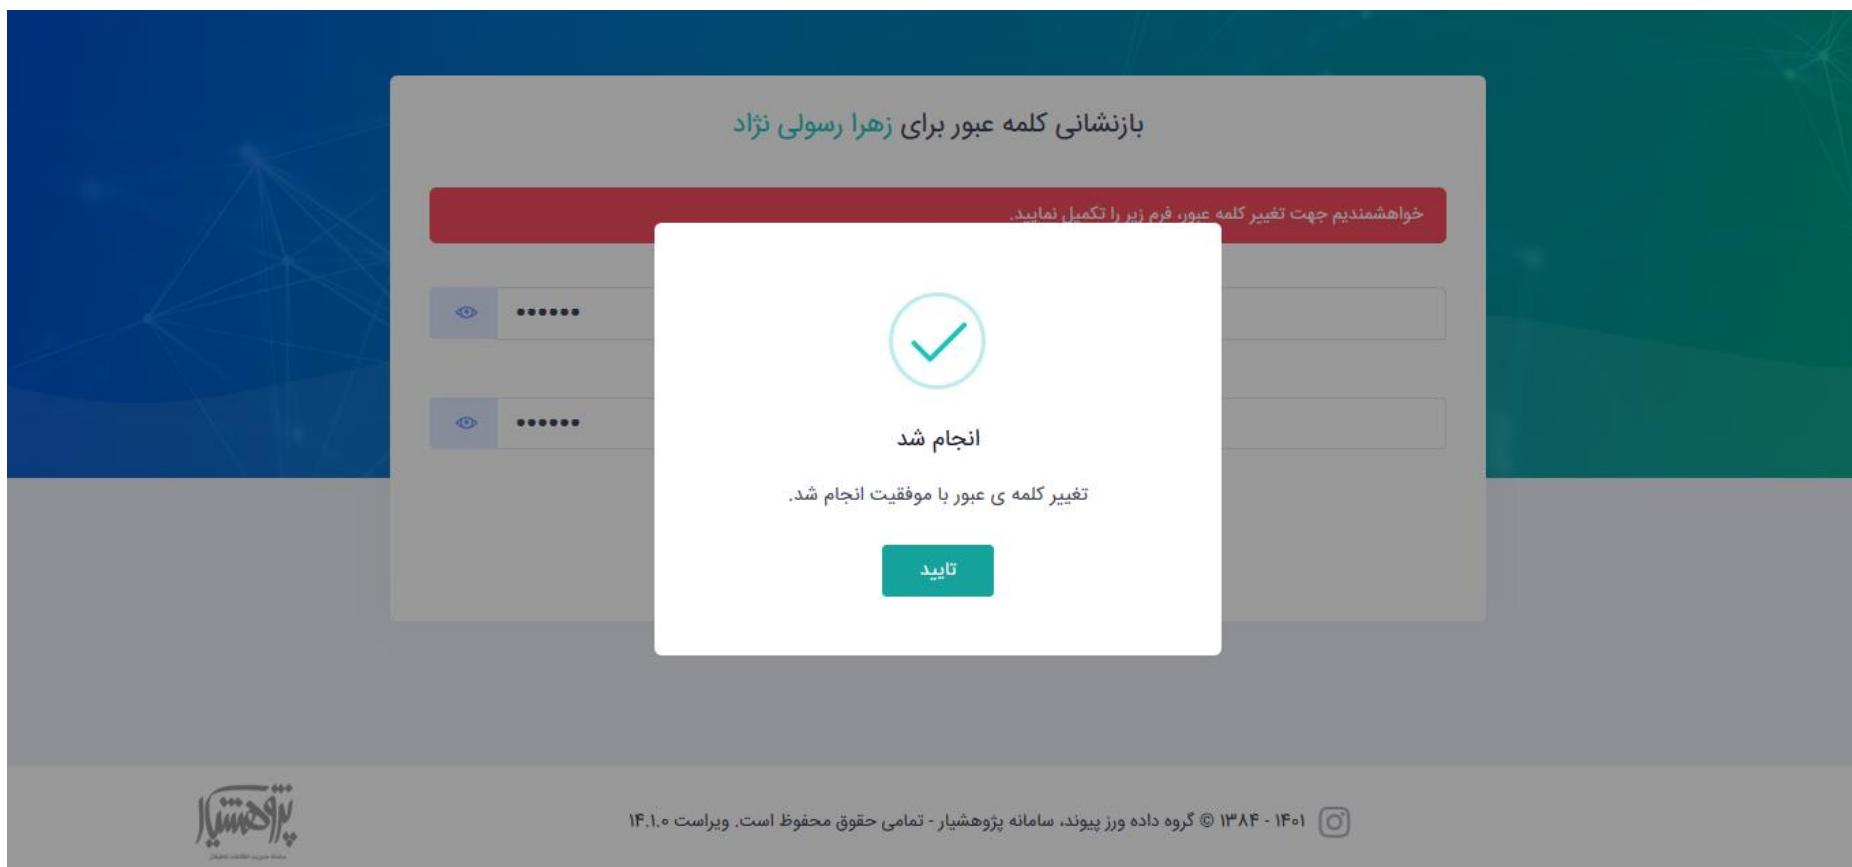 بازنشانی کلمه عبور برای زهرا رسولی نژاد
خواهشمندیم جهت تغییر کلمه عبور، فرم زیر را تکمیل نمایید.
••••••
••••••
انجام شد
تغییر کلمه ی عبور با موفقیت انجام شد.
تایید
۱۳۸۴ - ۱۴۰۱ © گروه داده ورز پیوند، سامانه پژوهشیار - تمامی حقوق محفوظ است. ویراست ۱۴.۱.۰
پژوهشیار